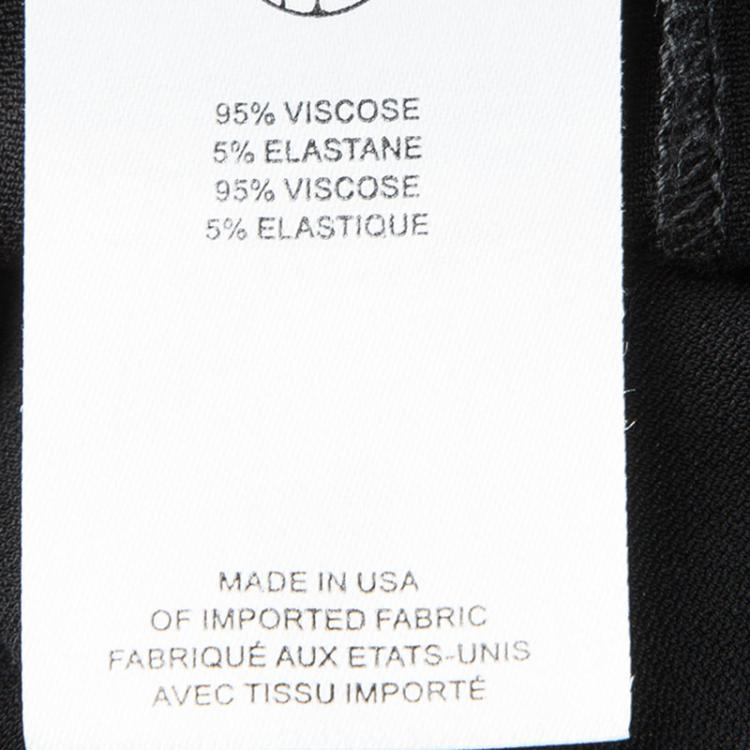 95% VISCOSE
5% ELASTANE
95% VISCOSE
5% ELASTIQUE
MADE IN USA
OF IMPORTED FABRIC
FABRIQUÉ AUX ETATS-UNIS
AVEC TISSU IMPORTÉ